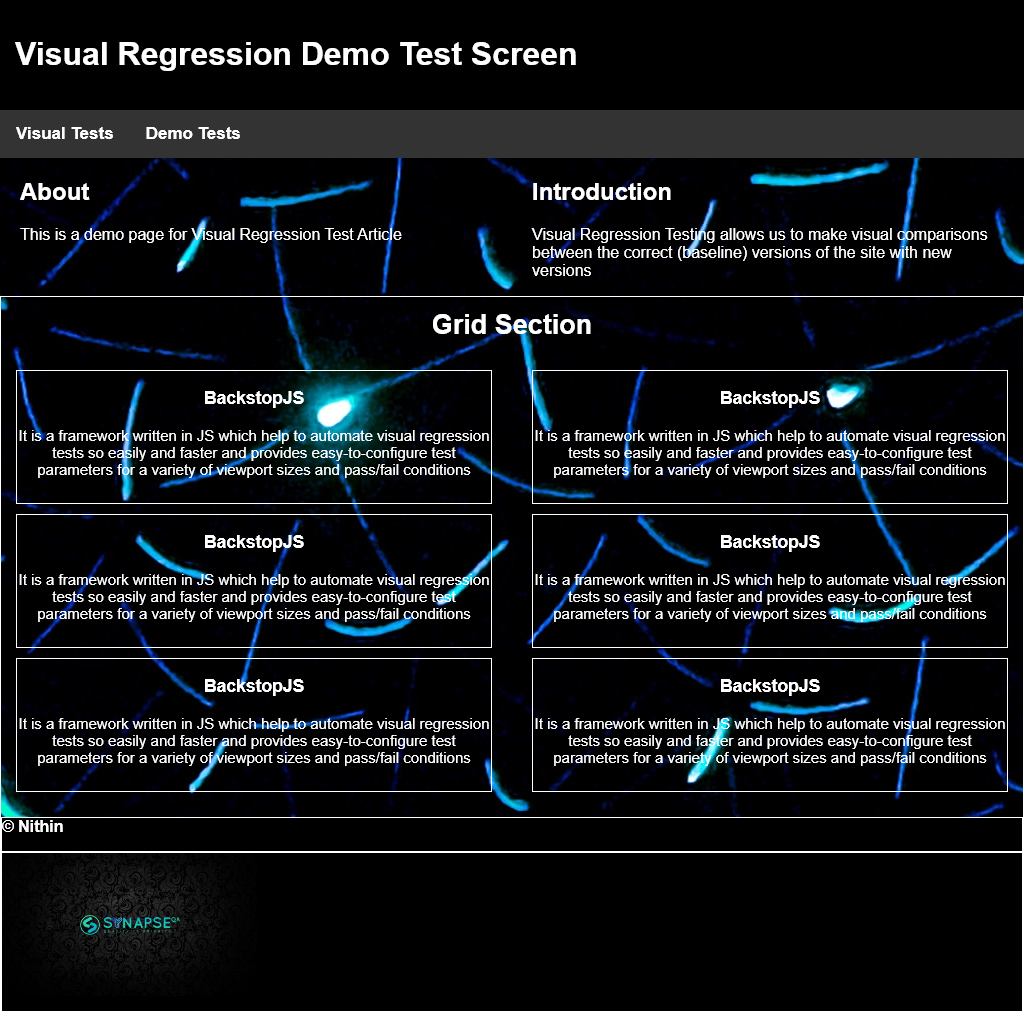 Visual Regression Demo Test Screen
Visual Tests Demo Tests
About
This is a demo page for Visual Regression Test Article
Introduction
Visual Regression Testing allows us to make visual comparisons
between the correct (baseline) versions of the site with new
versions
Grid Section
BackstopJS
It is a framework written in JS which help to automate visual regression
tests so easily and faster and provides easy-to-configure test
parameters for a variety of viewport sizes and pass/fail conditions
BackstopJS
It is a framework written in JS which help to automate visual regression
tests so easily and faster and provides easy-to-configure test
parameters for a variety of viewport sizes and pass/fail conditions
BackstopJS
It is a framework written in JS which help to automate visual regression
tests so easily and faster and provides easy-to-configure test
parameters for a variety of viewport sizes and pass/fail conditions
BackstopJS
It is a framework written in JS which help to automate visual regression
tests so easily and faster and provides easy-to-configure test
parameters for a variety of viewport sizes and pass/fail conditions
BackstopJS
It is a framework written in JS which help to automate visual regression
tests so easily and faster and provides easy-to-configure test
parameters for a variety of viewport sizes and pass/fail conditions
BackstopJS
It is a framework written in JS which help to automate visual regression
tests so easily and faster and provides easy-to-configure test
parameters for a variety of viewport sizes and pass/fail conditions
© Nithin
SYNAPSE QA